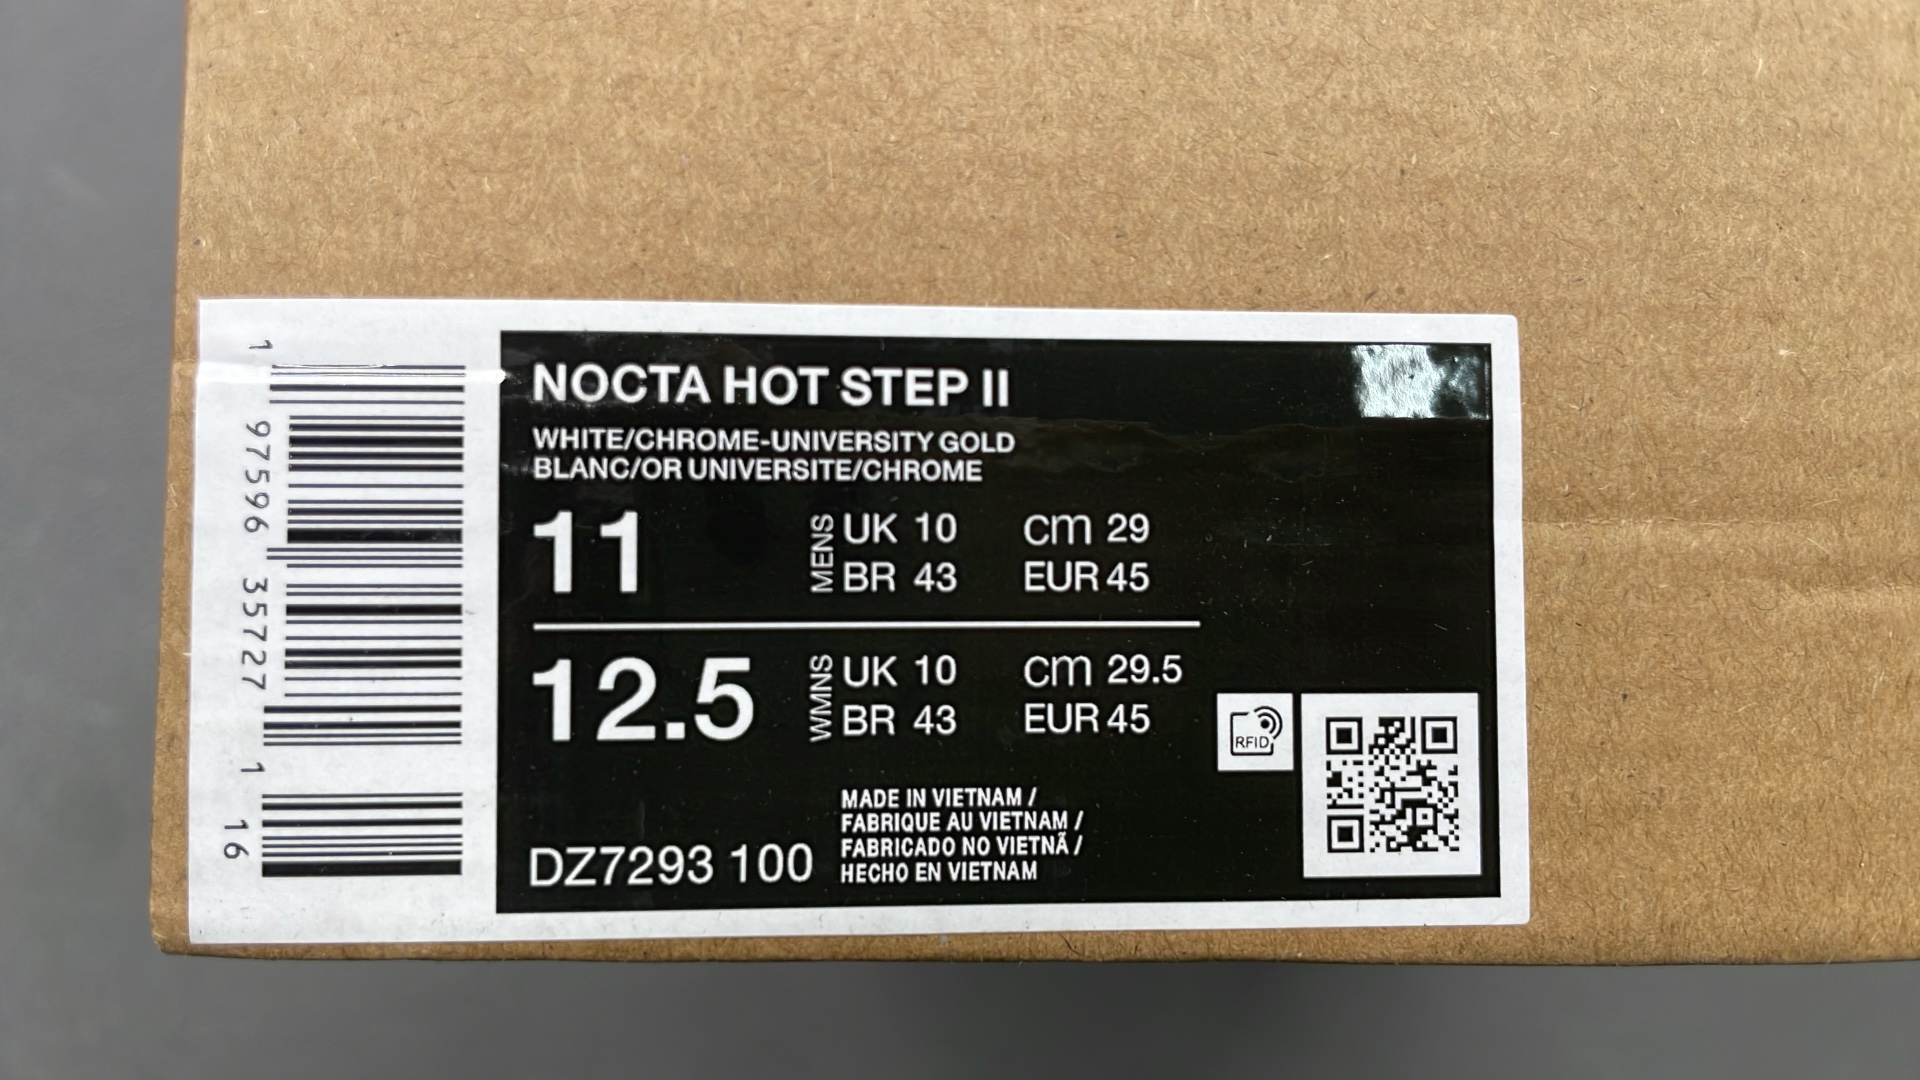 1 97596 35727 1 16
NOCTA HOT STEP II
WHITE/CHROME-UNIVERSITY GOLD
BLANC/OR UNIVERSITE/CHROME
11 MENS UK 10 cm 29
BR 43 EUR 45
12.5 WMNS UK 10 cm 29.5
BR 43 EUR 45
RFID
MADE IN VIETNAM /
FABRIQUE AU VIETNAM /
FABRICADO NO VIETNÃ /
HECHO EN VIETNAM
DZ7293 100